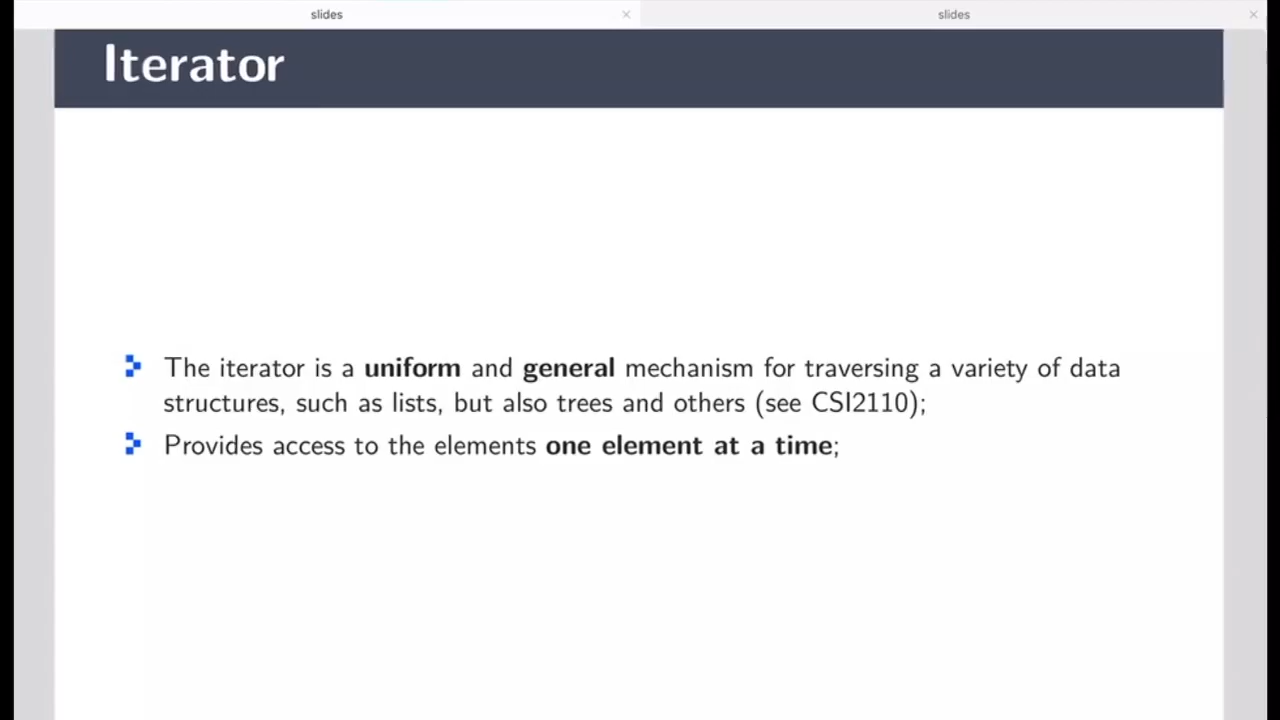 slides
slides
Iterator
The iterator is a uniform and general mechanism for traversing a variety of data
structures, such as lists, but also trees and others (see CSI2110);
Provides access to the elements one element at a time;